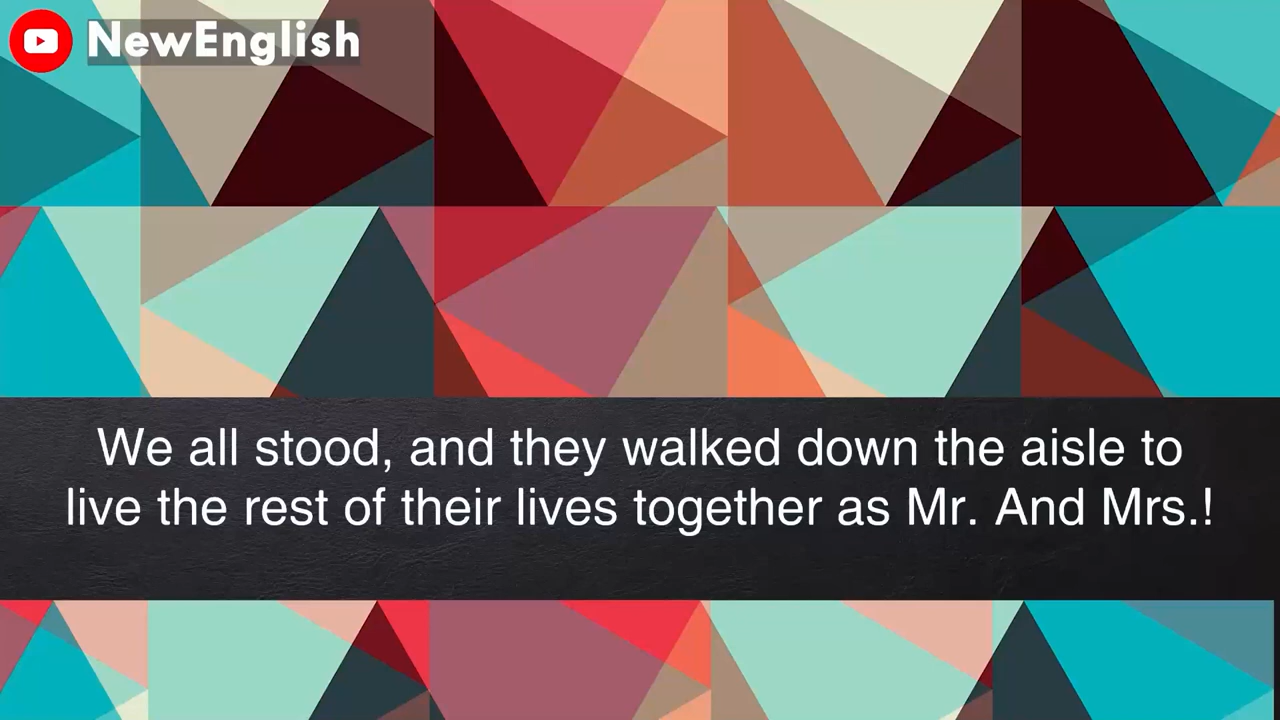 NewEnglish
We all stood, and they walked down the aisle to
live the rest of their lives together as Mr. And Mrs.!